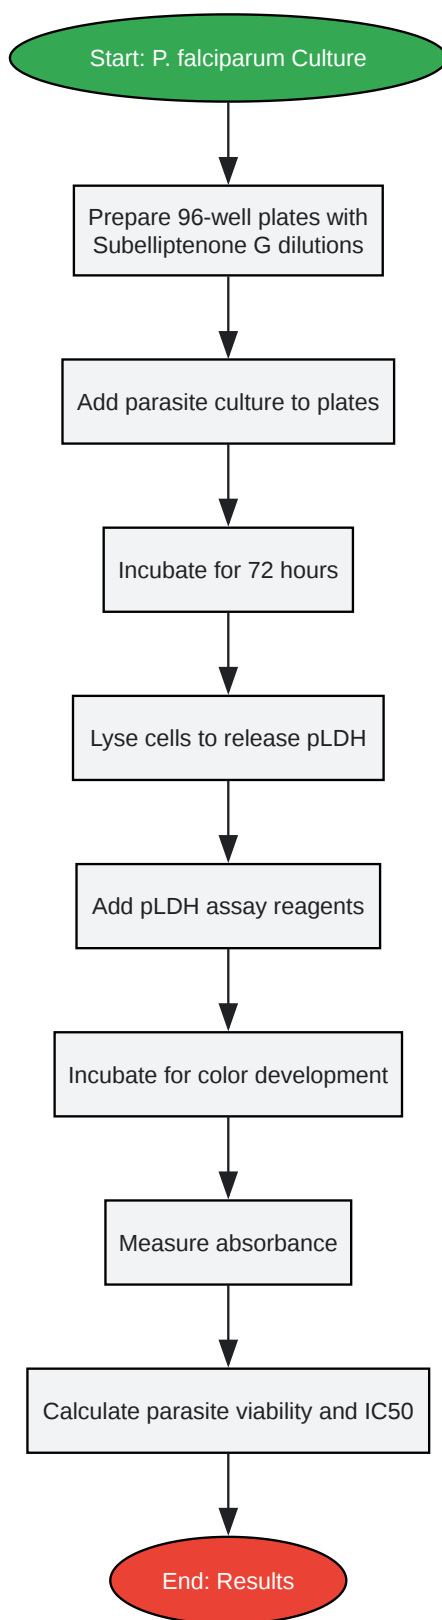 Start: P. falciparum Culture
Prepare 96-well plates with
Subelliptenone G dilutions
Add parasite culture to plates
Incubate for 72 hours
Lyse cells to release pLDH
Add pLDH assay reagents
Incubate for color development
Measure absorbance
Calculate parasite viability and IC50
End: Results